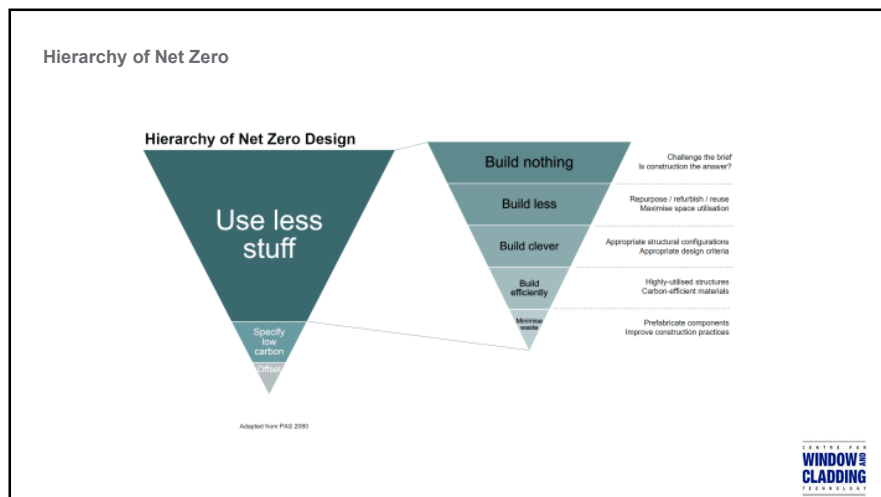 Hierarchy of Net Zero
Hierarchy of Net Zero Design
Use less
stuff
Specify
low
carbon
Offset
Adapted from PAS 2080
Build nothing
Challenge the brief
Is construction the answer?
Build less
Repurpose / refurbish / reuse
Maximise space utilisation
Build clever
Appropriate structural configurations
Appropriate design criteria
Build
efficiently
Highly-utilised structures
Carbon-efficient materials
Minimise
waste
Prefabricate components
Improve construction practices
CENTRE FOR
WINDOW AND
CLADDING
TECHNOLOGY